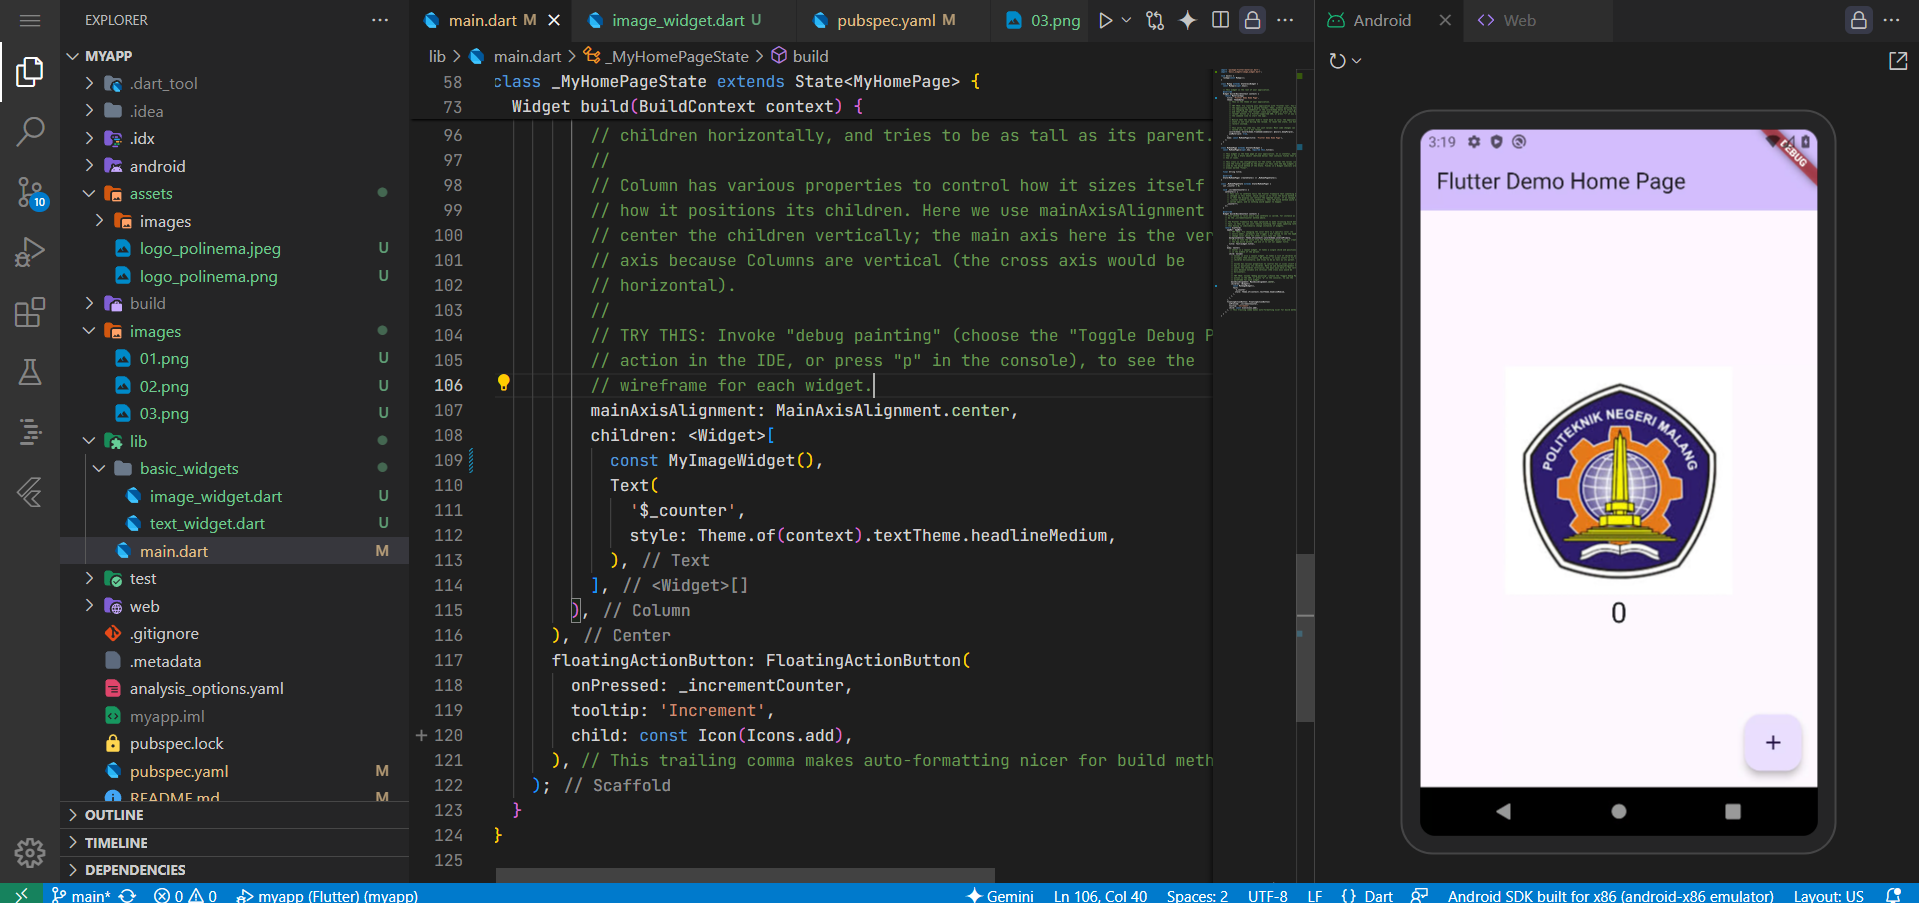 EXPLORER
MYAPP
.dart_tool
.idea
.idx
android
assets
images
logo_polinema.jpeg U
logo_polinema.png U
build
images
01.png U
02.png U
03.png U
lib
basic_widgets
image_widget.dart U
text_widget.dart U
main.dart M
test
web
.gitignore
.metadata
analysis_options.yaml
myapp.iml
pubspec.lock
pubspec.yaml M
README.md M
OUTLINE
TIMELINE
DEPENDENCIES
10
main.dart M
image_widget.dart U
pubspec.yaml M
03.png
lib > main.dart > _MyHomePageState > build
58 class _MyHomePageState extends State<MyHomePage> {
73 Widget build(BuildContext context) {
96 // children horizontally, and tries to be as tall as its parent.
97 //
98 // Column has various properties to control how it sizes itself
99 // how it positions its children. Here we use mainAxisAlignment
100 // center the children vertically; the main axis here is the ver
101 // axis because Columns are vertical (the cross axis would be
102 // horizontal).
103 //
104 // TRY THIS: Invoke "debug painting" (choose the "Toggle Debug P
105 // action in the IDE, or press "p" in the console), to see the
106 // wireframe for each widget.
107 mainAxisAlignment: MainAxisAlignment.center,
108 children: <Widget>[
109 const MyImageWidget(),
110 Text(
111 '$_counter',
112 style: Theme.of(context).textTheme.headlineMedium,
113 ), // Text
114 ], // <Widget>[]
115 ), // Column
116 ), // Center
117 floatingActionButton: FloatingActionButton(
118 onPressed: _incrementCounter,
119 tooltip: 'Increment',
120 child: const Icon(Icons.add),
121 ), // This trailing comma makes auto-formatting nicer for build meth
122 ); // Scaffold
123 }
124 }
125
Android
Web
3:19
DEBUG
Flutter Demo Home Page
POLITEKNIK NEGERI MALANG
0
+
main* 0 0 myapp (Flutter) (myapp)
Gemini Ln 106, Col 40 Spaces: 2 UTF-8 LF {} Dart Android SDK built for x86 (android-x86 emulator) Layout: US